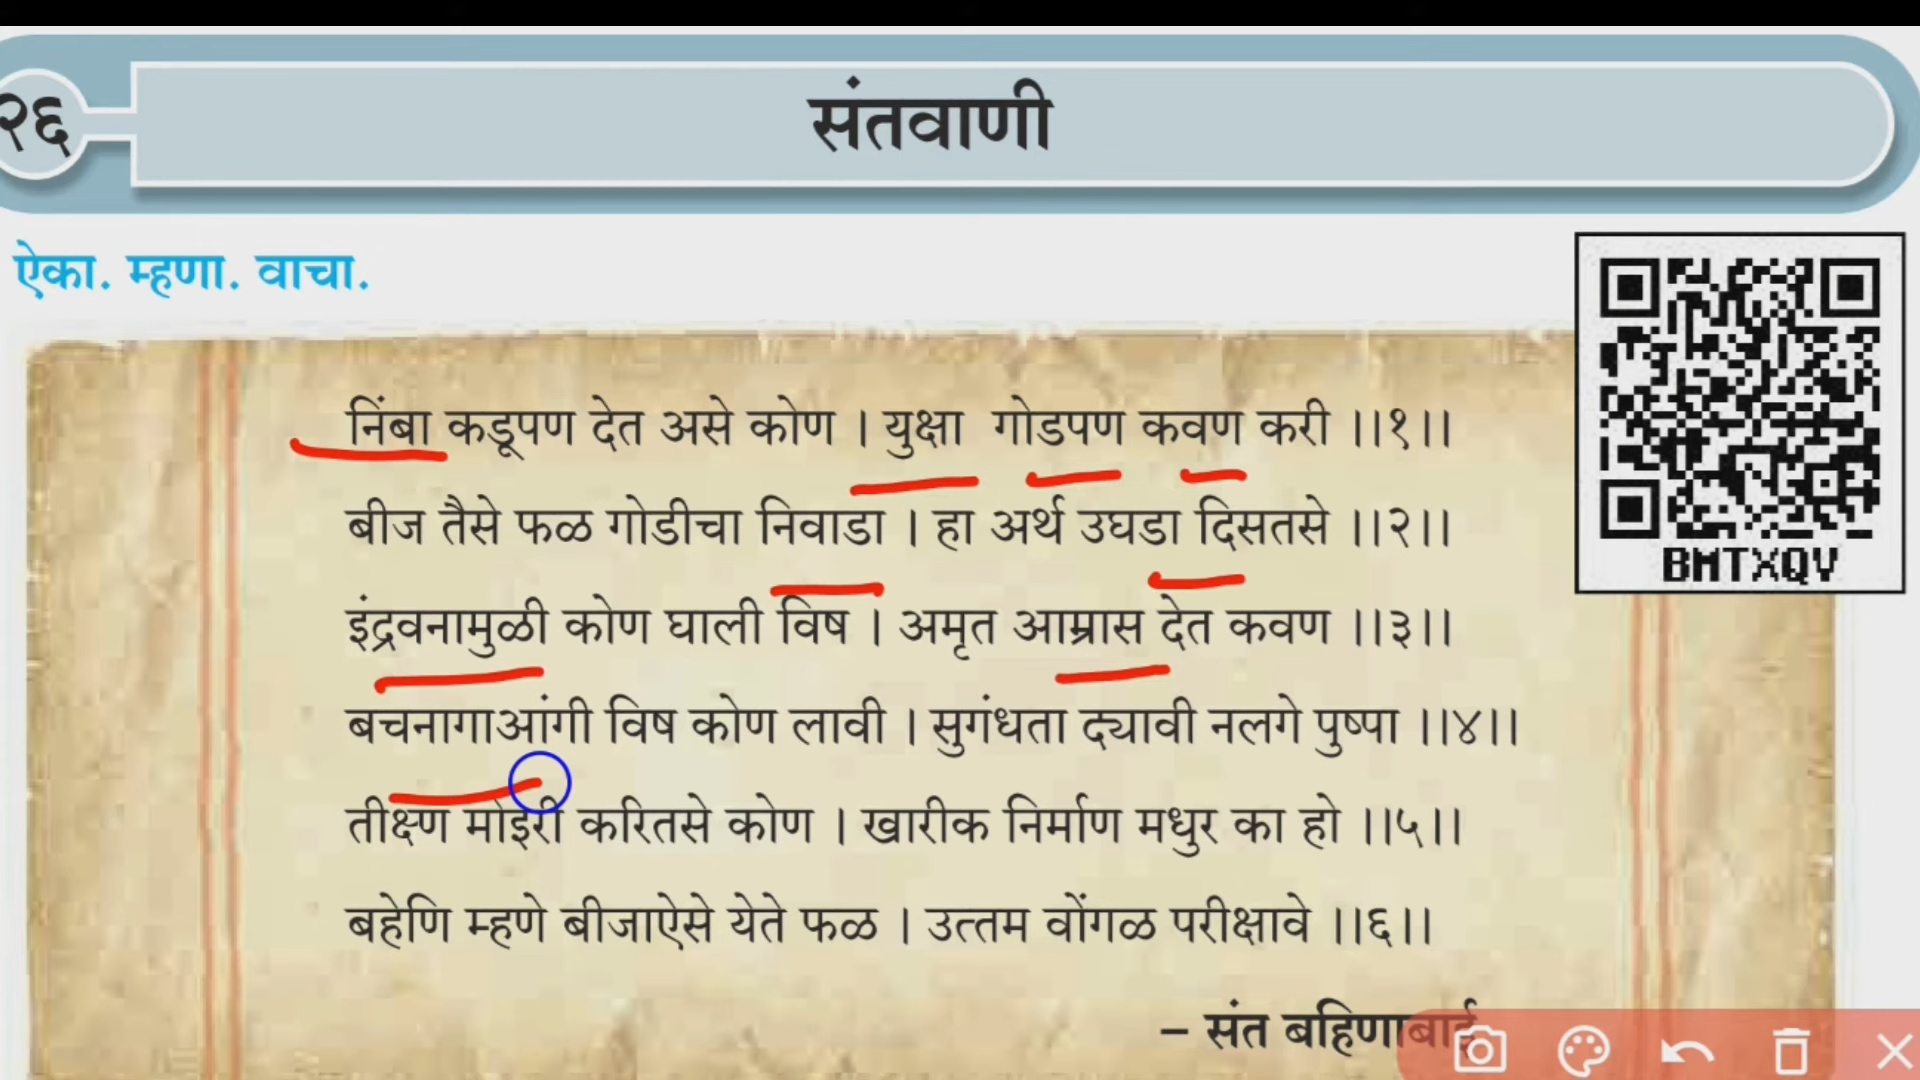 २६
संतवाणी
ऐका. म्हणा. वाचा.
BMTXQV
निंबा कडूपण देत असे कोण । युक्षा गोडपण कवण करी ।।१।।
बीज तैसे फळ गोडीचा निवाडा । हा अर्थ उघडा दिसतसे ।।२।।
इंद्रवनामुळी कोण घाली विष । अमृत आम्रास देत कवण ।।३।।
बचनागाआंगी विष कोण लावी । सुगंधता द्यावी नलगे पुष्पा ।।४।।
तीक्ष्ण मोइरी करितसे कोण । खारीक निर्माण मधुर का हो ।।५।।
बहेणि म्हणे बीजाऐसे येते फळ । उत्तम वोंगळ परीक्षावे ।।६।।
– संत बहिणाबाई